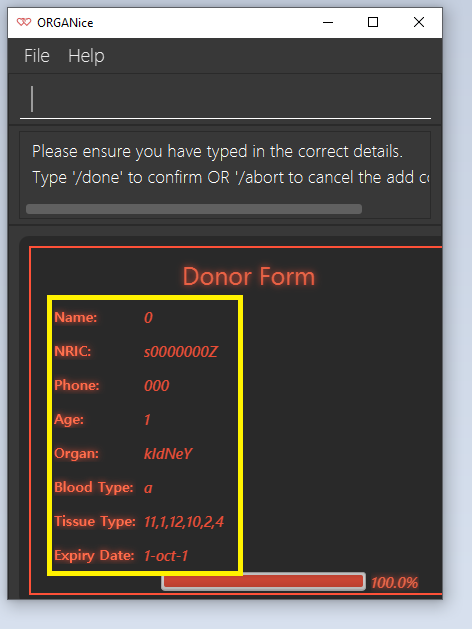 ORGANice
File Help
Please ensure you have typed in the correct details.
Type '/done' to confirm OR '/abort to cancel the add
Donor Form
Name: 0
NRIC: s0000000Z
Phone: 000
Age: 1
Organ: kIdNeY
Blood Type: a
Tissue Type: 11,1,12,10,2,4
Expiry Date: 1-oct-1
100.0%